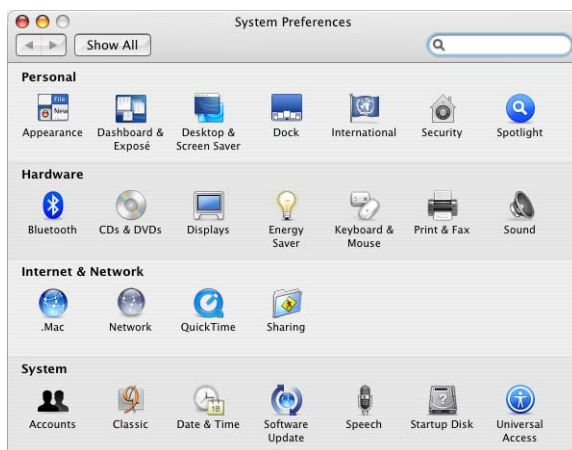 System Preferences
Show All
Personal
File
New
Appearance
Dashboard &
Exposé
Desktop &
Screen Saver
Dock
International
Security
Spotlight
Hardware
Bluetooth
CDs & DVDs
Displays
Energy
Saver
Keyboard &
Mouse
Print & Fax
Sound
Internet & Network
.Mac
Network
QuickTime
Sharing
System
18
?
Accounts
Classic
Date & Time
Software
Update
Speech
Startup Disk
Universal
Access